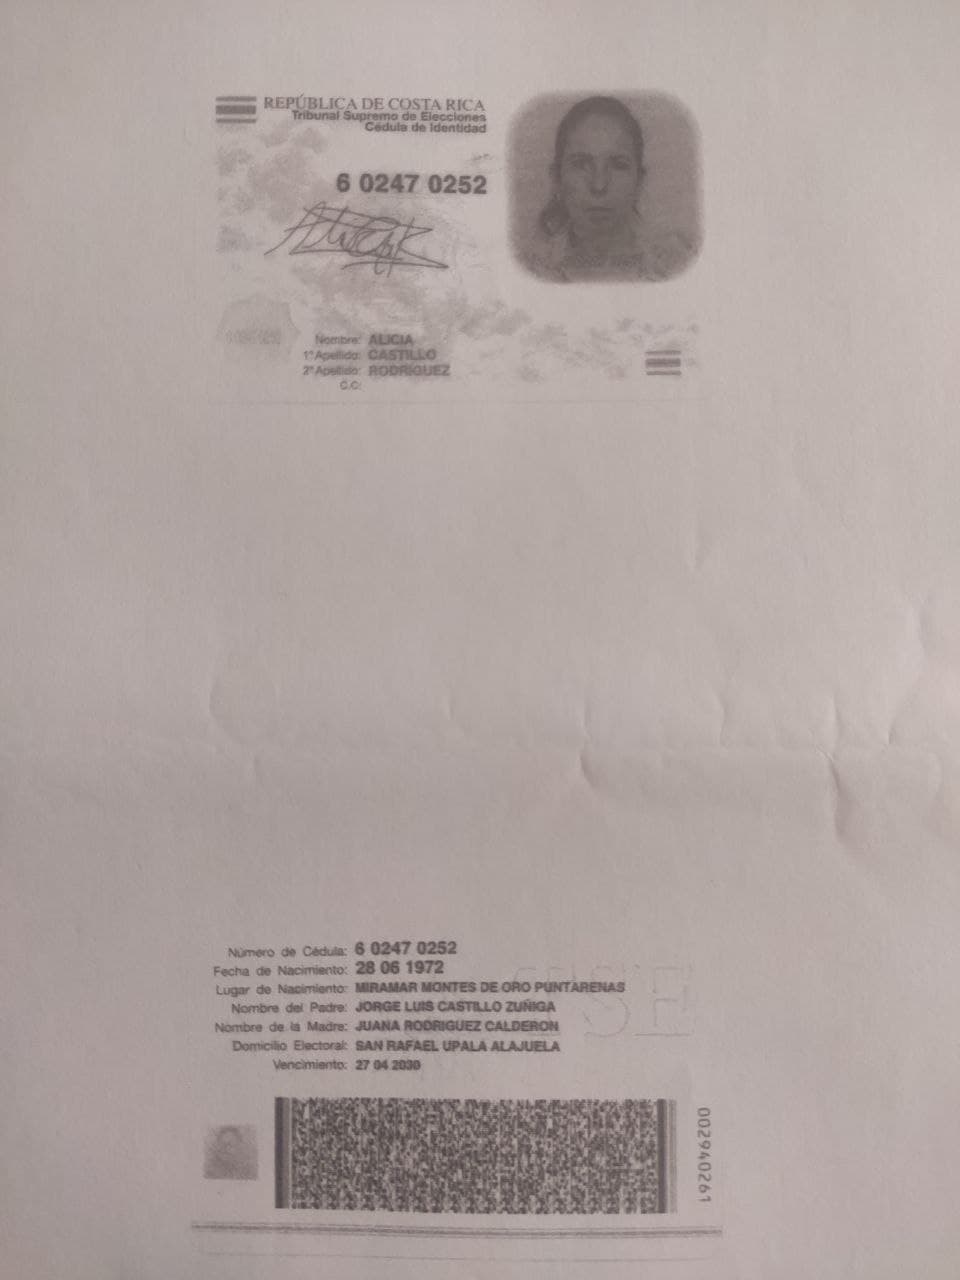 REPÚBLICA DE COSTA RICA
Tribunal Supremo de Elecciones
Cédula de Identidad
6 0247 0252
Nombre: ALICIA
1° Apellido: CASTILLO
2° Apellido: RODRIGUEZ
C.C:
Número de Cédula: 6 0247 0252
Fecha de Nacimiento: 28 06 1972
Lugar de Nacimiento: MIRAMAR MONTES DE ORO PUNTARENAS
Nombre del Padre: JORGE LUIS CASTILLO ZUÑIGA
Nombre de la Madre: JUANA RODRIGUEZ CALDERON
Domicilio Electoral: SAN RAFAEL UPALA ALAJUELA
Vencimiento: 27 04 2030
002940261